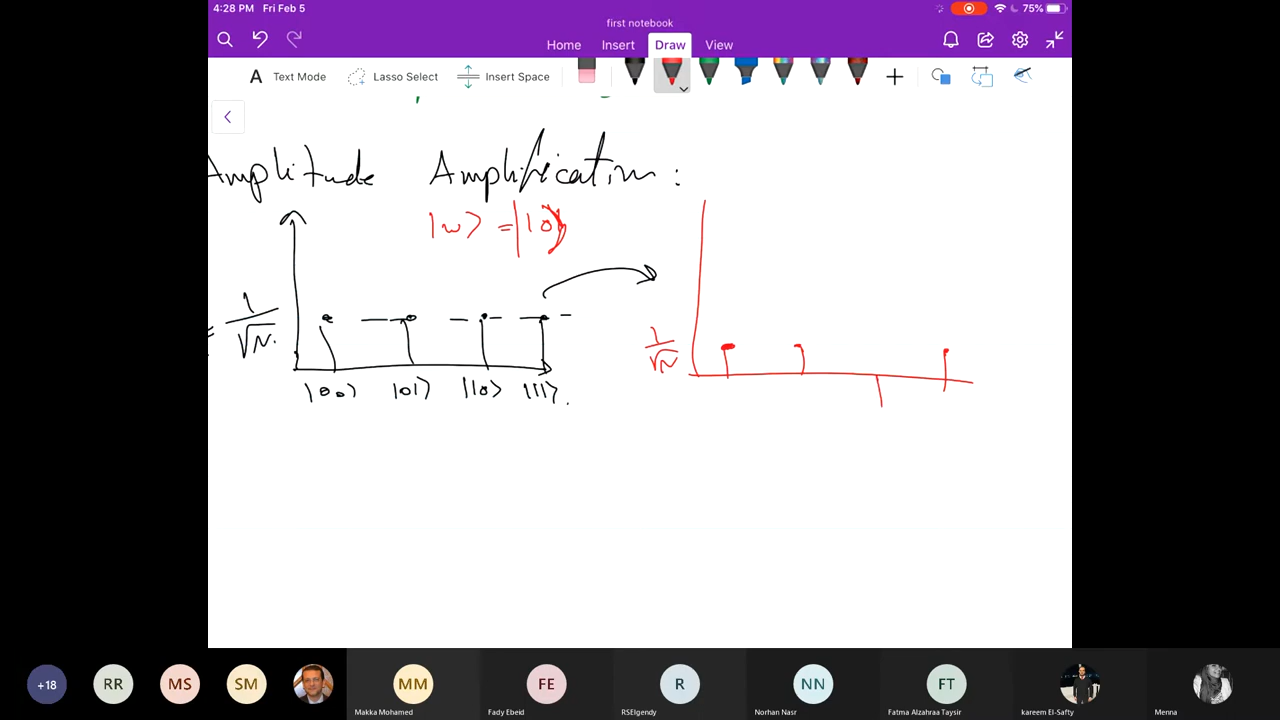 4:28 PM Fri Feb 5
75%
first notebook
Home Insert Draw View
A Text Mode Lasso Select Insert Space
Amplitude Amplification :
|w⟩ = |10⟩
= 1/√N
1/√N
|00⟩ |01⟩ |10⟩ |11⟩
+18 RR MS SM MM FE R NN FT
Makka Mohamed Fady Ebeid RSElgendy Norhan Nasr Fatma Alzahraa Taysir kareem El-Safty Menna